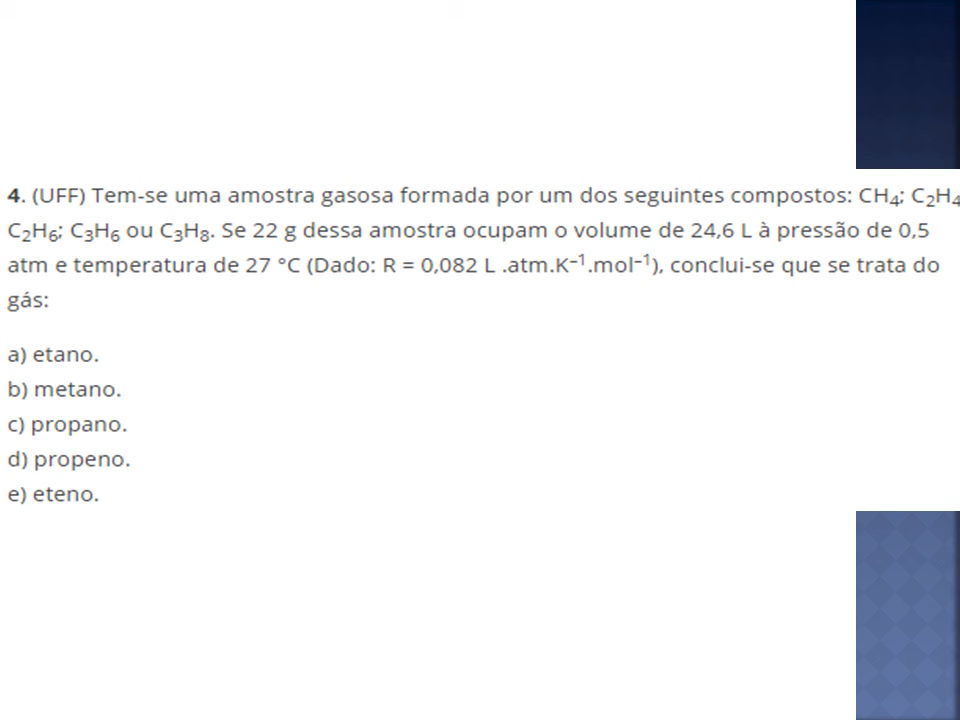 4. (UFF) Tem-se uma amostra gasosa formada por um dos seguintes compostos: CH₄; C₂H₄
C₂H₆; C₃H₆ ou C₃H₈. Se 22 g dessa amostra ocupam o volume de 24,6 L à pressão de 0,5
atm e temperatura de 27 °C (Dado: R = 0,082 L .atm.K⁻¹.mol⁻¹), conclui-se que se trata do
gás:
a) etano.
b) metano.
c) propano.
d) propeno.
e) eteno.